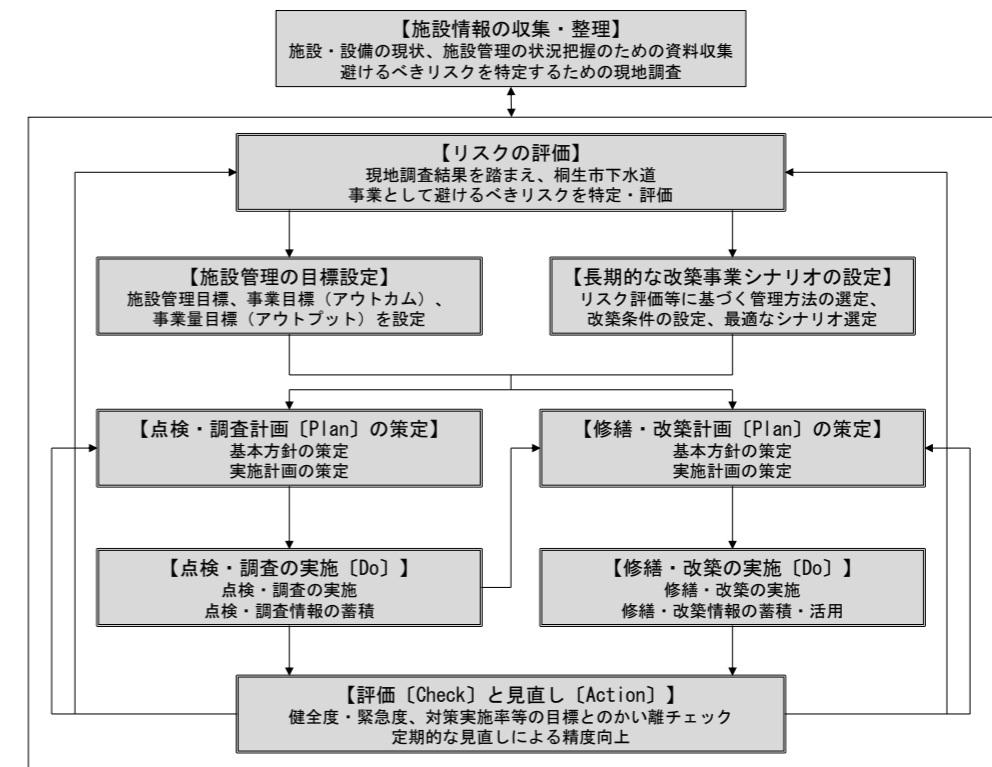 【施設情報の収集・整理】
施設・設備の現状、施設管理の状況把握のための資料収集
避けるべきリスクを特定するための現地調査
【リスクの評価】
現地調査結果を踏まえ、桐生市下水道
事業として避けるべきリスクを特定・評価
【施設管理の目標設定】
施設管理目標、事業目標（アウトカム）、
事業量目標（アウトプット）を設定
【長期的な改築事業シナリオの設定】
リスク評価等に基づく管理方法の選定、
改築条件の設定、最適なシナリオ選定
【点検・調査計画〔Plan〕の策定】
基本方針の策定
実施計画の策定
【修繕・改築計画〔Plan〕の策定】
基本方針の策定
実施計画の策定
【点検・調査の実施〔Do〕】
点検・調査の実施
点検・調査情報の蓄積
【修繕・改築の実施〔Do〕】
修繕・改築の実施
修繕・改築情報の蓄積・活用
【評価〔Check〕と見直し〔Action〕】
健全度・緊急度、対策実施率等の目標とのかい離チェック
定期的な見直しによる精度向上